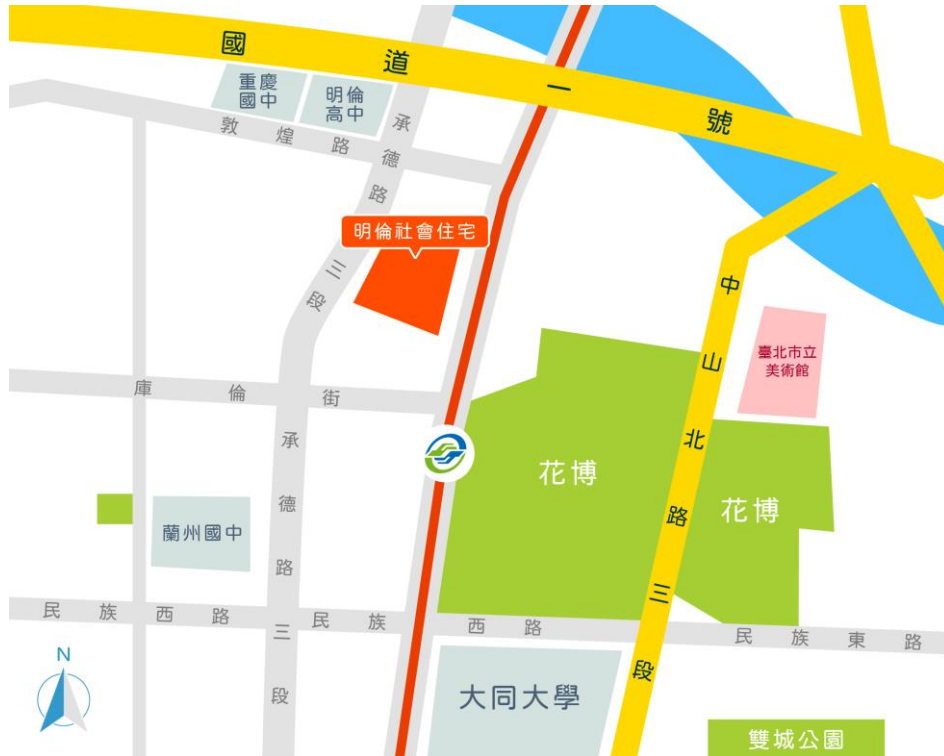 國道一號
重慶
國中
明倫
高中
敦煌路
承德路三段
明倫社會住宅
中山北路三段
臺北市立
美術館
庫倫街
承德路三段
花博
花博
蘭州國中
民族西路
民族西路
民族東路
N
大同大學
雙城公園